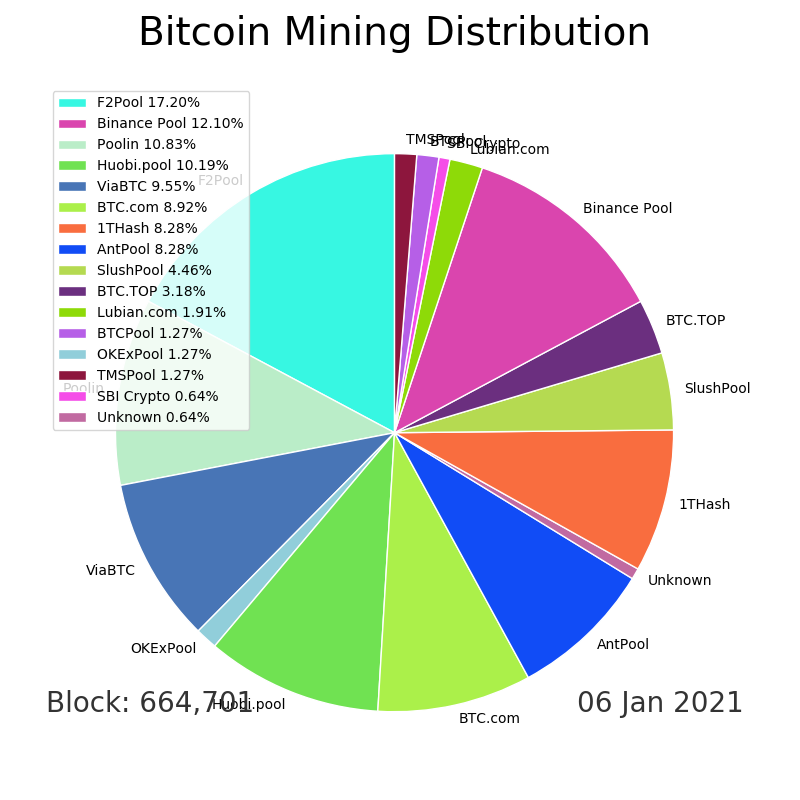 Bitcoin Mining Distribution
F2Pool 17.20%
Binance Pool 12.10%
Poolin 10.83%
Huobi.pool 10.19%
ViaBTC 9.55%
BTC.com 8.92%
1THash 8.28%
AntPool 8.28%
SlushPool 4.46%
BTC.TOP 3.18%
Lubian.com 1.91%
BTCPool 1.27%
OKExPool 1.27%
TMSPool 1.27%
SBI Crypto 0.64%
Unknown 0.64%
TMSPool
BTCPool
SBI Crypto
Lubian.com
Binance Pool
BTC.TOP
SlushPool
1THash
Unknown
AntPool
BTC.com
Huobi.pool
OKExPool
ViaBTC
Poolin
F2Pool
Block: 664,701
06 Jan 2021